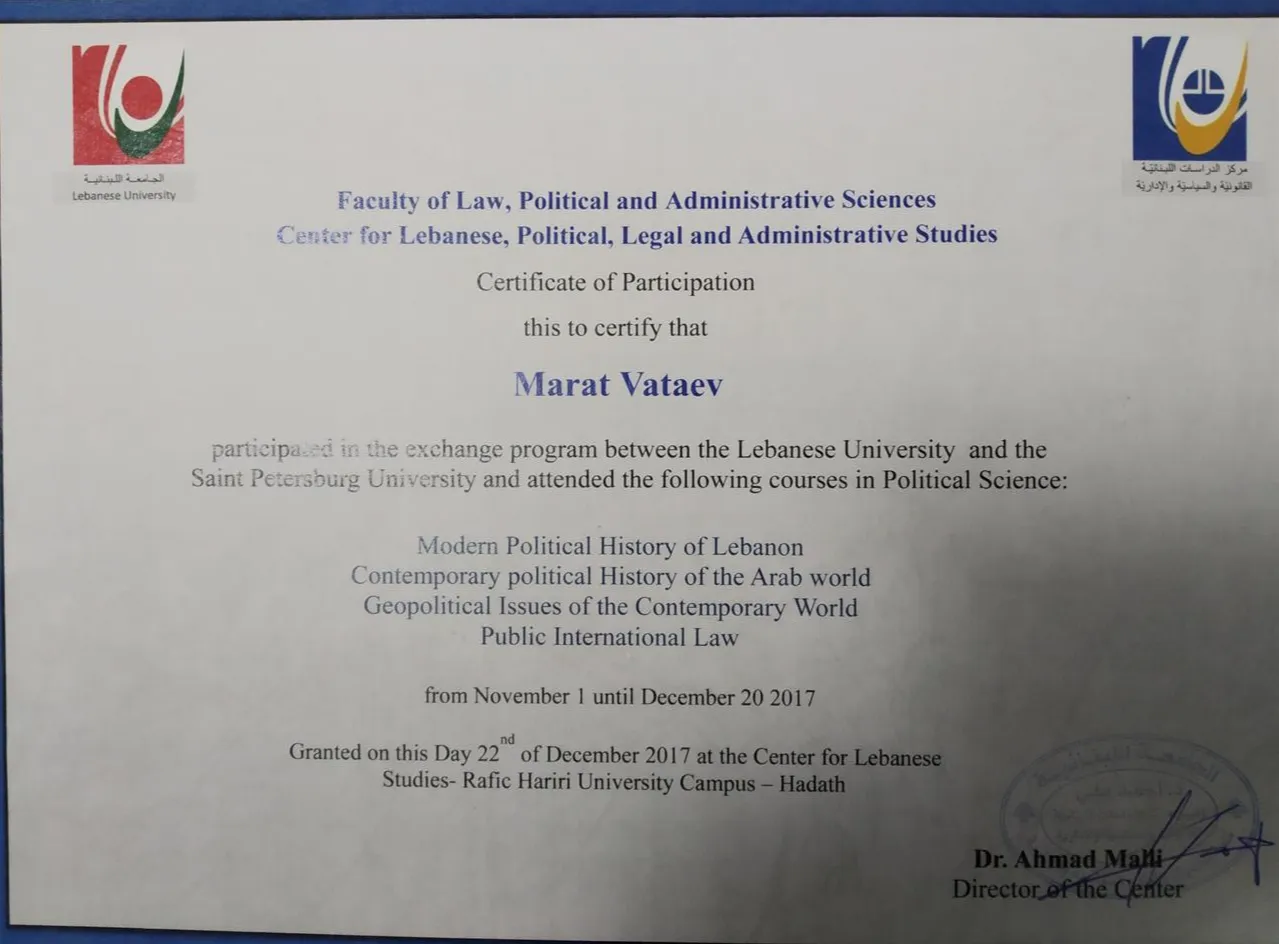 الجامعة اللبنانية
Lebanese University
مركز الدراسات اللبنانية
القانونية والسياسية والإدارية
Faculty of Law, Political and Administrative Sciences
Center for Lebanese, Political, Legal and Administrative Studies
Certificate of Participation
this to certify that
Marat Vataev
participated in the exchange program between the Lebanese University and the
Saint Petersburg University and attended the following courses in Political Science:
Modern Political History of Lebanon
Contemporary political History of the Arab world
Geopolitical Issues of the Contemporary World
Public International Law
from November 1 until December 20 2017
Granted on this Day 22nd of December 2017 at the Center for Lebanese
Studies- Rafic Hariri University Campus – Hadath
الجامعة اللبنانية
Dr. Ahmad Malli
Director of the Center